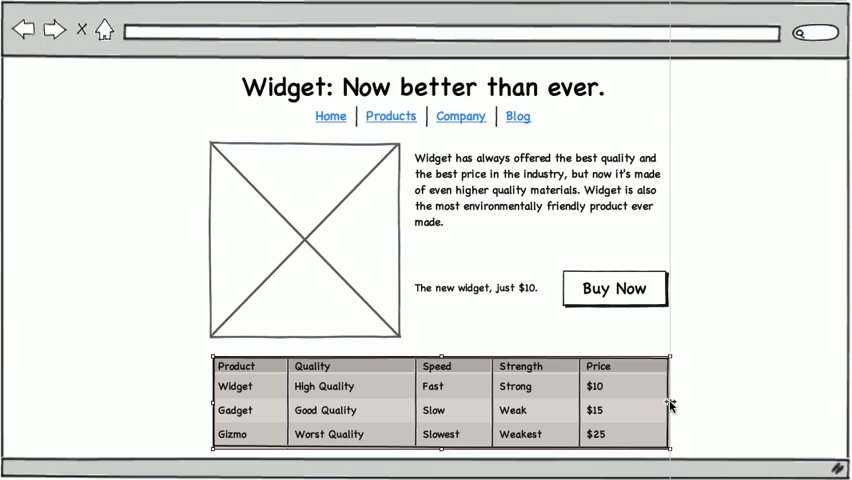 Widget: Now better than ever.
Home Products Company Blog
Widget has always offered the best quality and
the best price in the industry, but now it's made
of even higher quality materials. Widget is also
the most environmentally friendly product ever
made.
The new widget, just $10.
Buy Now
Product Quality Speed Strength Price
Widget High Quality Fast Strong $10
Gadget Good Quality Slow Weak $15
Gizmo Worst Quality Slowest Weakest $25